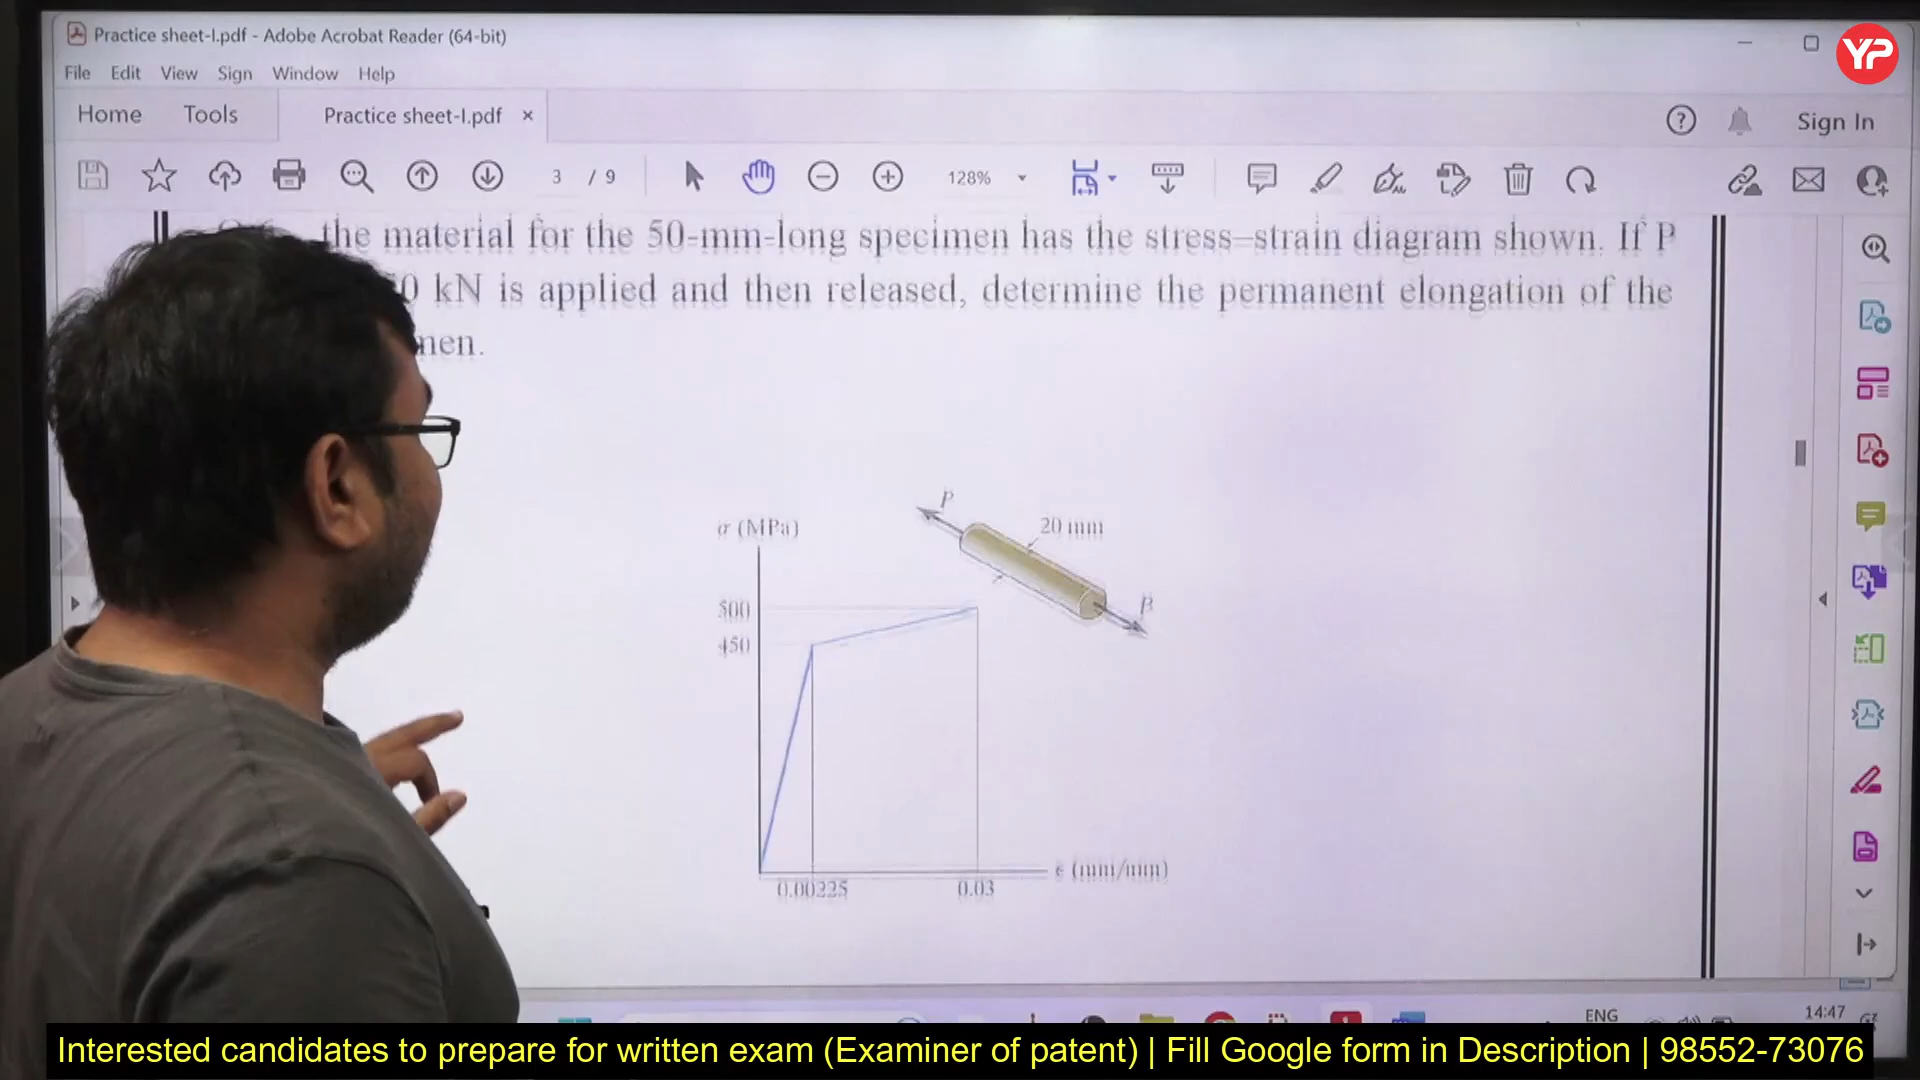 Practice sheet-I.pdf - Adobe Acrobat Reader (64-bit)
YP
File Edit View Sign Window Help
Home Tools Practice sheet-I.pdf × Sign In
3 / 9 128%
the material for the 50-mm-long specimen has the stress–strain diagram shown. If P
0 kN is applied and then released, determine the permanent elongation of the
men.
P
σ (MPa) 20 mm
500 P
450
ϵ (mm/mm)
0.00225 0.03
ENG 14:47
Interested candidates to prepare for written exam (Examiner of patent) | Fill Google form in Description | 98552-73076